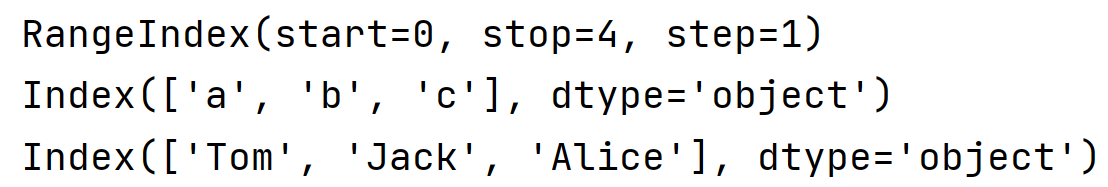 RangeIndex(start=0, stop=4, step=1)
Index(['a', 'b', 'c'], dtype='object')
Index(['Tom', 'Jack', 'Alice'], dtype='object')